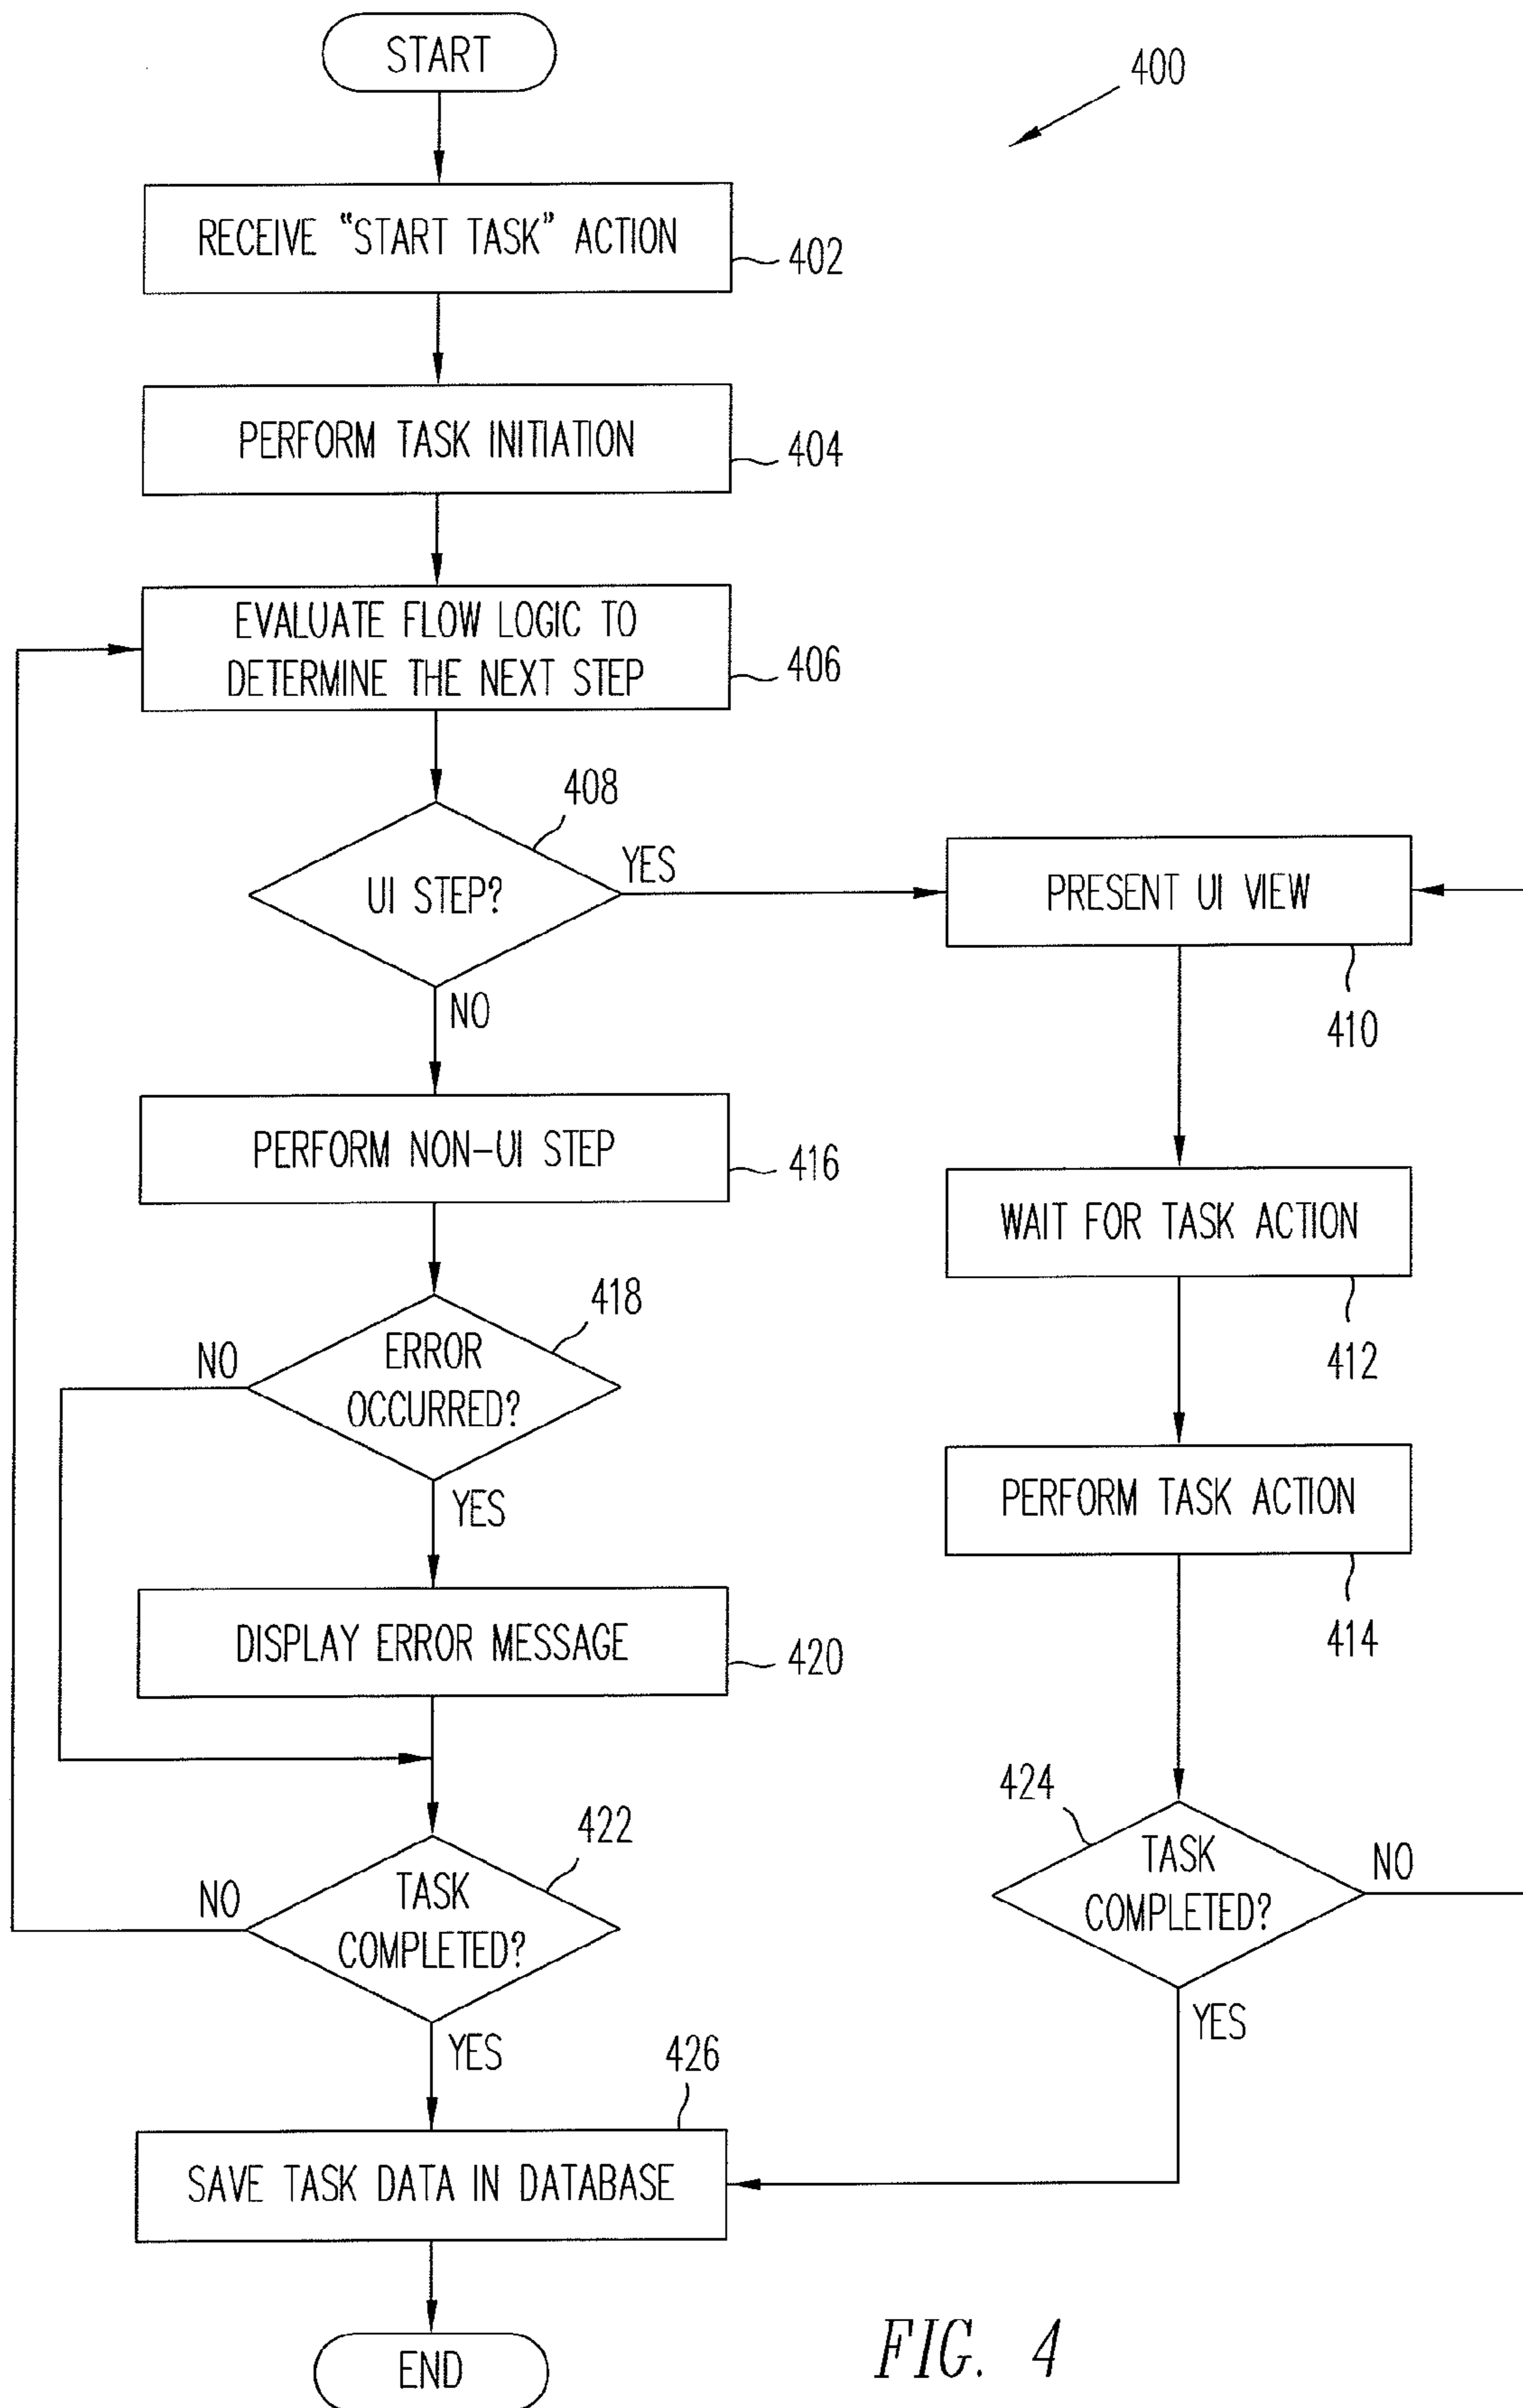 START
400
RECEIVE "START TASK" ACTION
402
PERFORM TASK INITIATION
404
EVALUATE FLOW LOGIC TO
DETERMINE THE NEXT STEP
406
408
UI STEP?
YES
NO
PRESENT UI VIEW
410
PERFORM NON-UI STEP
416
WAIT FOR TASK ACTION
412
418
ERROR
OCCURRED?
NO
YES
PERFORM TASK ACTION
414
DISPLAY ERROR MESSAGE
420
422
TASK
COMPLETED?
NO
YES
424
TASK
COMPLETED?
NO
YES
426
SAVE TASK DATA IN DATABASE
END
FIG. 4